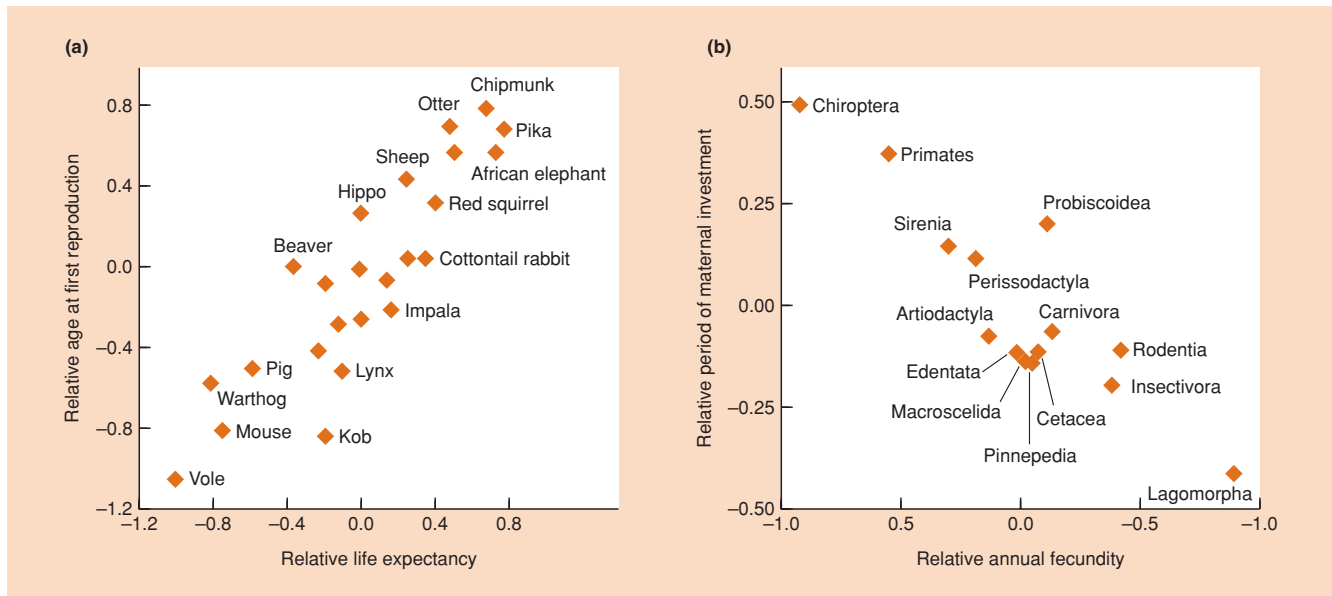 (a)
Relative age at first reproduction
0.8
0.4
0.0
–0.4
–0.8
–1.2
Chipmunk
Otter
Pika
Sheep
African elephant
Hippo
Red squirrel
Beaver
Cottontail rabbit
Impala
Pig
Lynx
Warthog
Mouse
Kob
Vole
–1.2
–0.8
–0.4
0.0
0.4
0.8
Relative life expectancy
(b)
Relative period of maternal investment
0.50
0.25
0.00
–0.25
–0.50
Chiroptera
Primates
Probiscoidea
Sirenia
Perissodactyla
Artiodactyla
Carnivora
Rodentia
Edentata
Insectivora
Macroscelida
Cetacea
Pinnepedia
Lagomorpha
–1.0
0.5
0.0
–0.5
–1.0
Relative annual fecundity